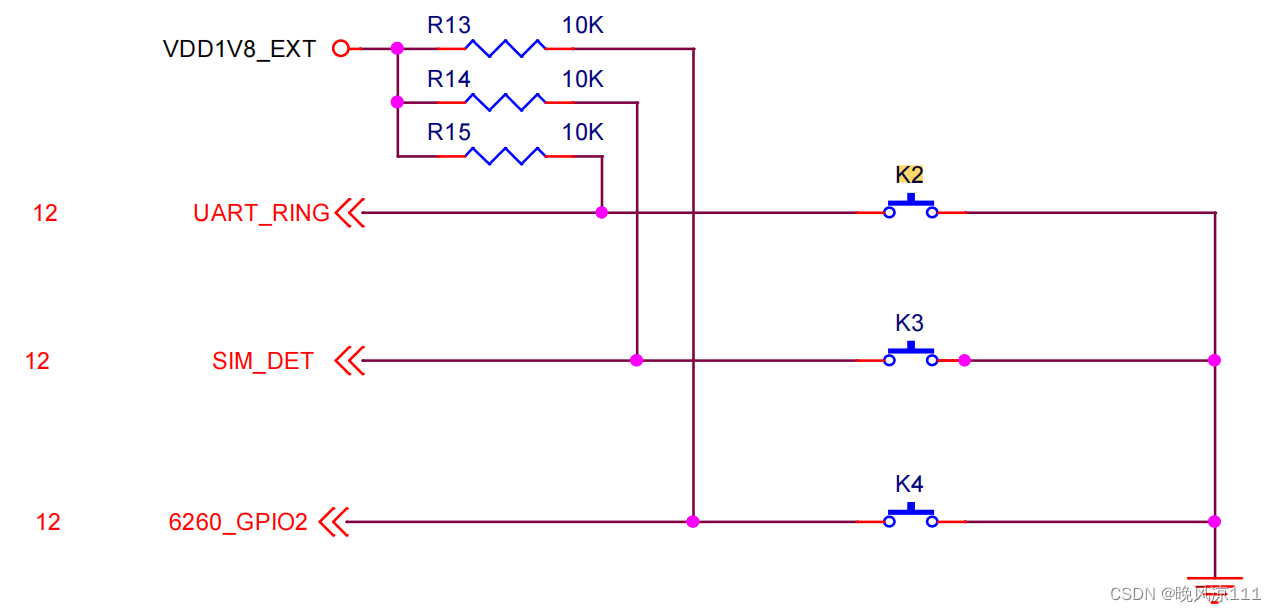 R13 10K
VDD1V8_EXT
R14 10K
R15 10K
K2
12 UART_RING
K3
12 SIM_DET
K4
12 6260_GPIO2
CSDN @晚风凉111